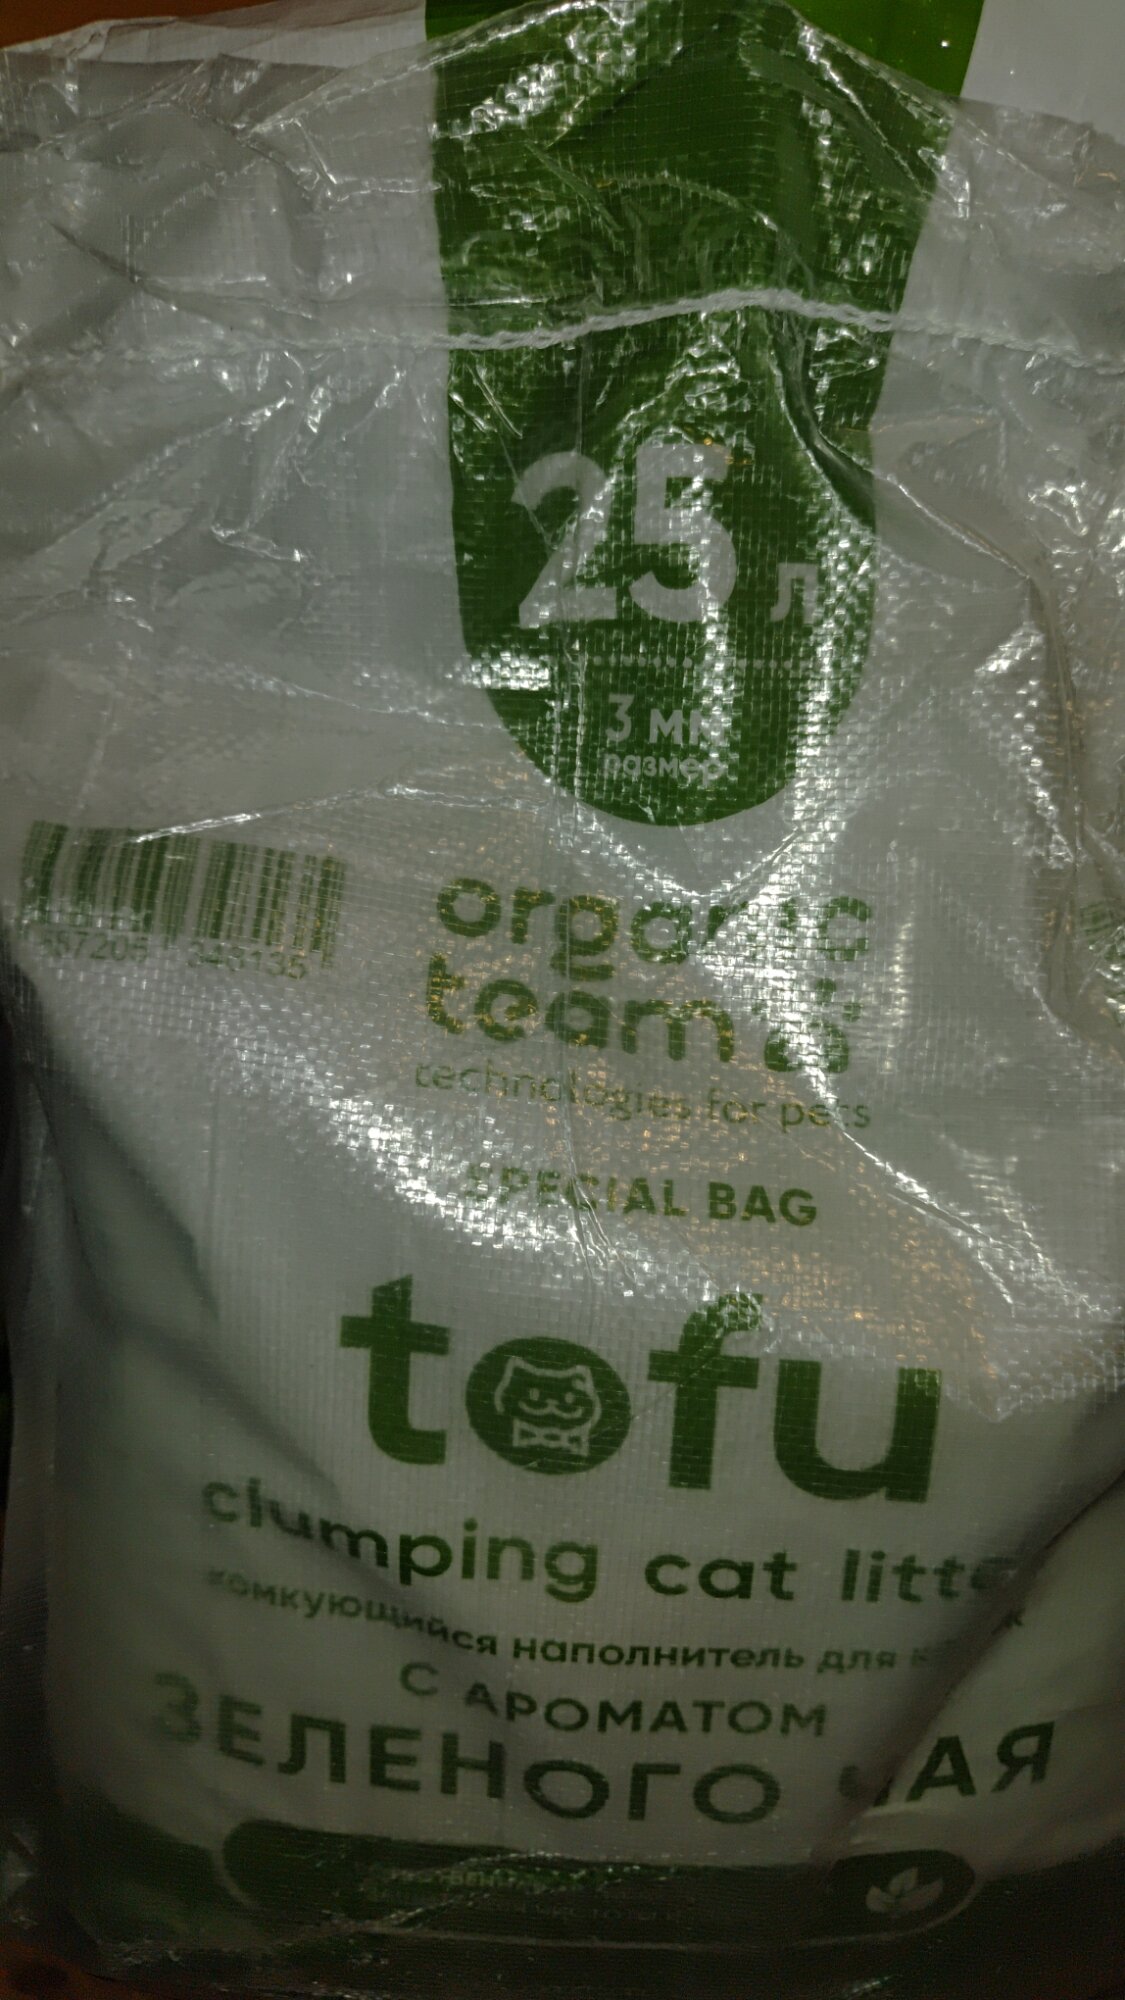 25 л
3 мм
размер
organic
team
technologies for pets
SPECIAL BAG
tofu
clumping cat litter
комкующийся наполнитель для
С АРОМАТОМ
ЗЕЛЕНОГО ЧАЯ